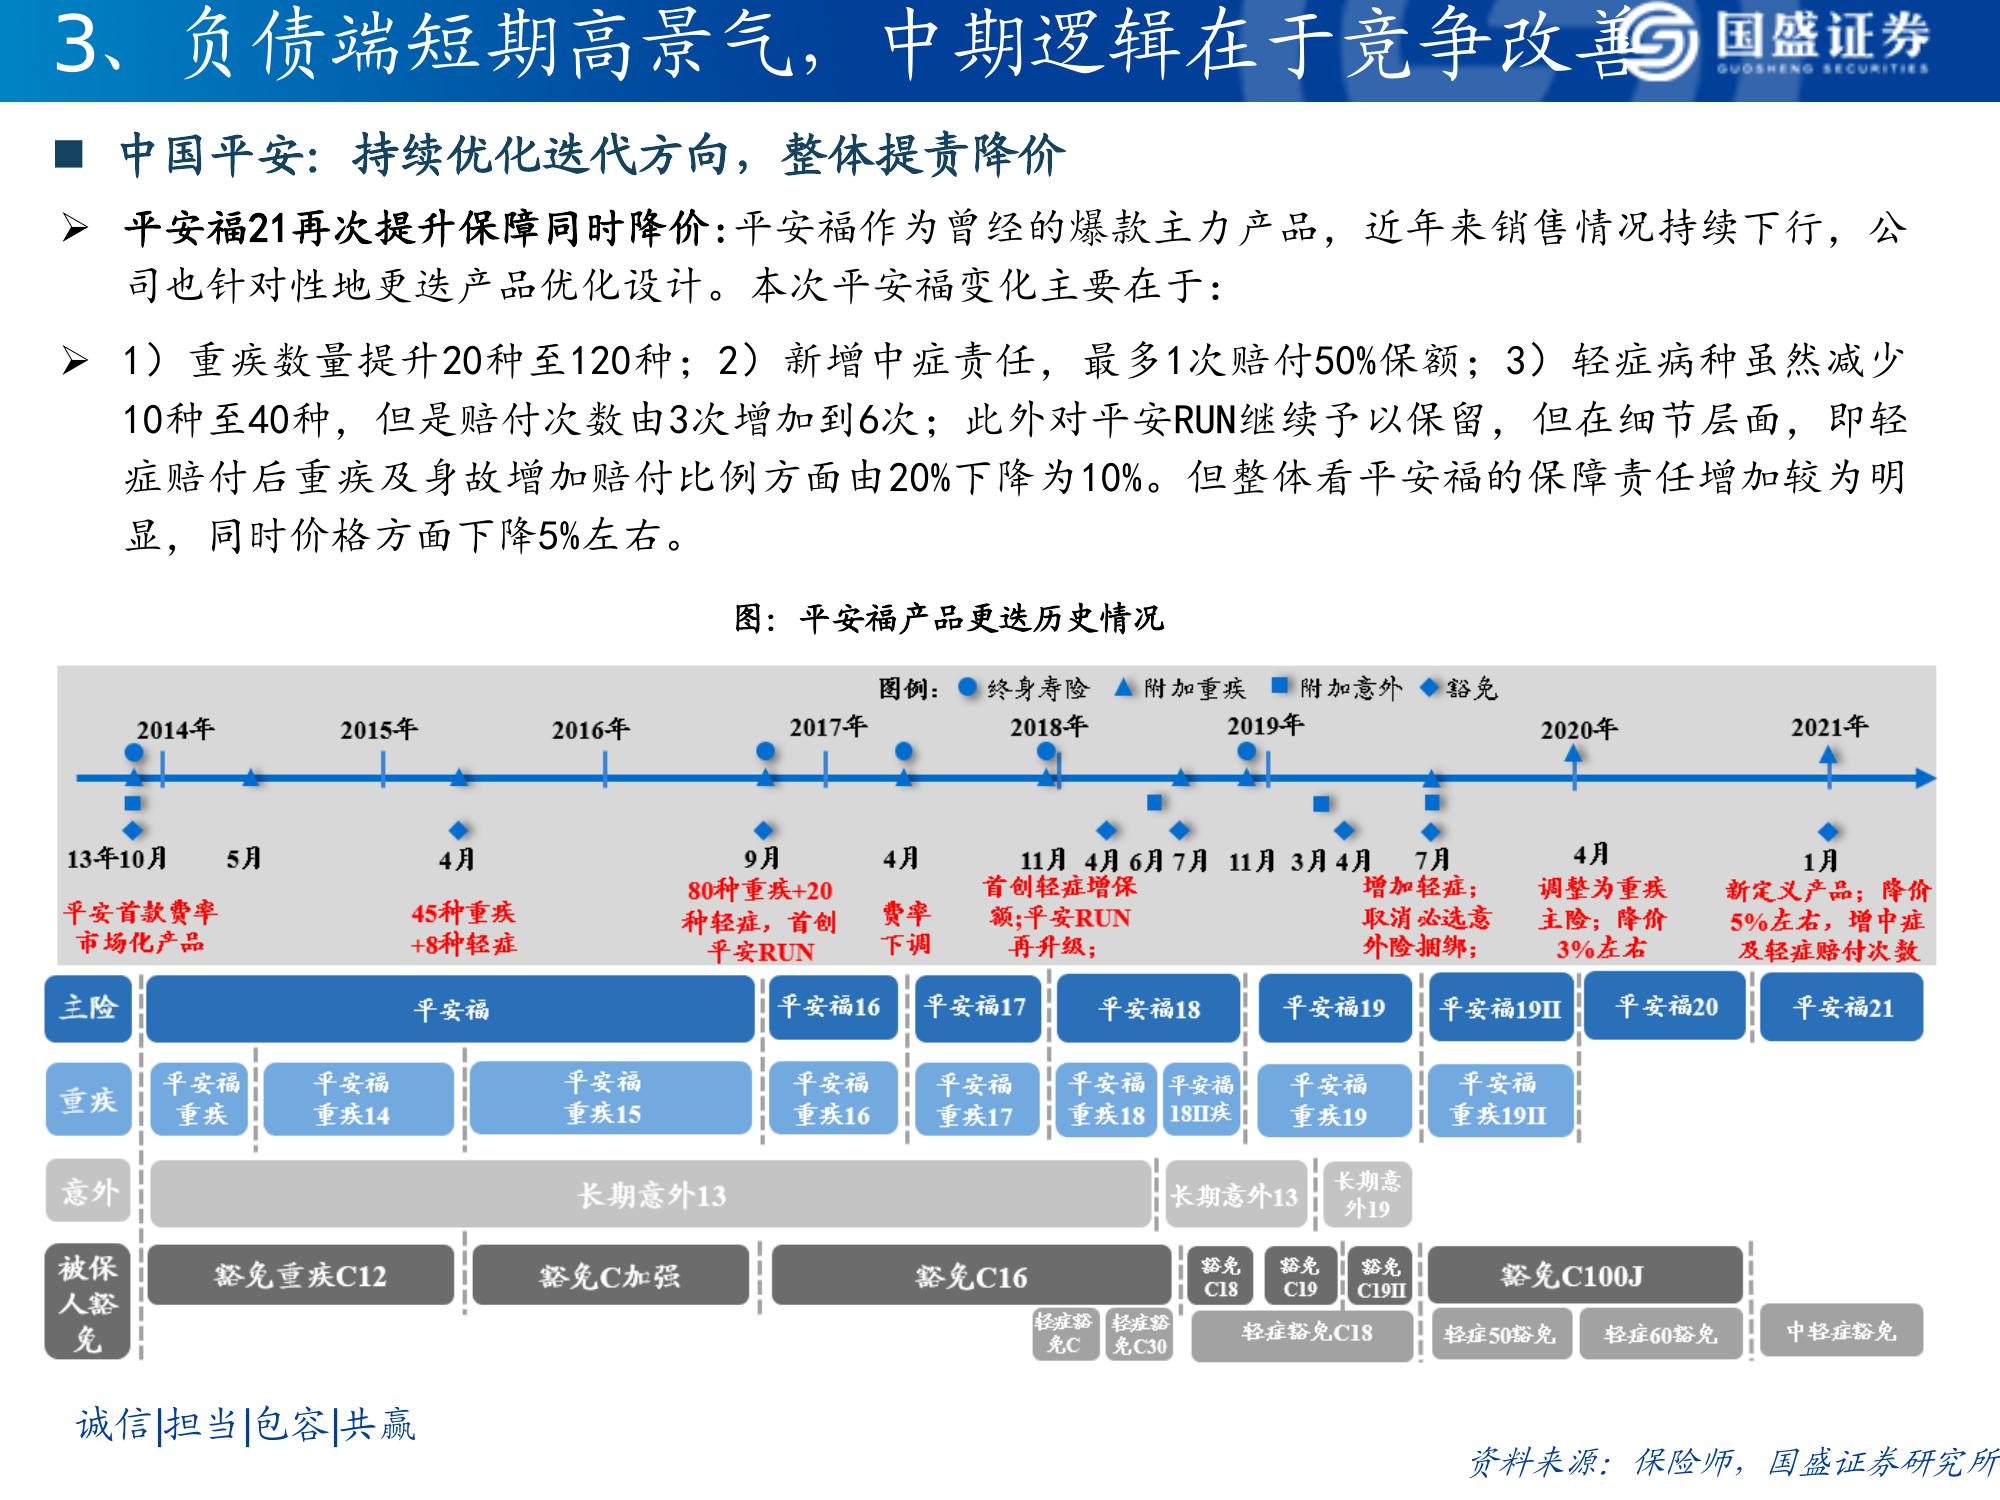 3、负债端短期高景气，中期逻辑在于竞争改善
国盛证券
GUOSHENG SECURITIES
中国平安：持续优化迭代方向，整体提责降价
平安福21再次提升保障同时降价：平安福作为曾经的爆款主力产品，近年来销售情况持续下行，公
司也针对性地更迭产品优化设计。本次平安福变化主要在于：
1）重疾数量提升20种至120种；2）新增中症责任，最多1次赔付50%保额；3）轻症病种虽然减少
10种至40种，但是赔付次数由3次增加到6次；此外对平安RUN继续予以保留，但在细节层面，即轻
症赔付后重疾及身故增加赔付比例方面由20%下降为10%。但整体看平安福的保障责任增加较为明
显，同时价格方面下降5%左右。
图：平安福产品更迭历史情况
图例： 终身寿险 附加重疾 附加意外 豁免
2014年 2015年 2016年 2017年 2018年 2019年 2020年 2021年
13年10月 5月 4月 9月 4月 11月 4月 6月 7月 11月 3月 4月 7月 4月 1月
平安首款费率
市场化产品
45种重疾
+8种轻症
80种重疾+20
种轻症，首创
平安RUN
费率
下调
首创轻症增保
额;平安RUN
再升级；
增加轻症；
取消必选意
外险捆绑；
调整为重疾
主险；降价
3%左右
新定义产品；降价
5%左右，增中症
及轻症赔付次数
主险 平安福 平安福16 平安福17 平安福18 平安福19 平安福19II 平安福20 平安福21
重疾
平安福
重疾
平安福
重疾14
平安福
重疾15
平安福
重疾16
平安福
重疾17
平安福
重疾18
平安福
18II疾
平安福
重疾19
平安福
重疾19II
意外 长期意外13 长期意外13
长期意
外19
被保
人豁
免
豁免重疾C12 豁免C加强 豁免C16
豁免
C18
豁免
C19
豁免
C19II
豁免C100J
轻症豁
免C
轻症豁
免C30
轻症豁免C18 轻症50豁免 轻症60豁免 中轻症豁免
诚信|担当|包容|共赢
资料来源：保险师，国盛证券研究所